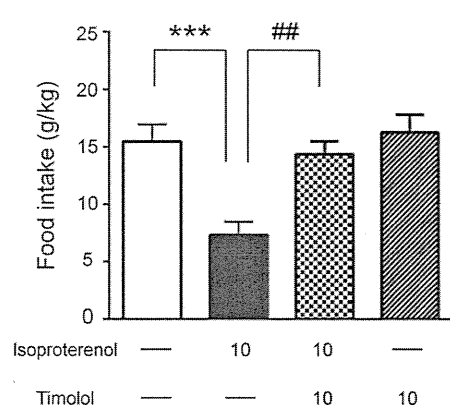 *** ##
Food intake (g/kg)
25
20
15
10
5
0
Isoproterenol — 10 10 —
Timolol — — 10 10